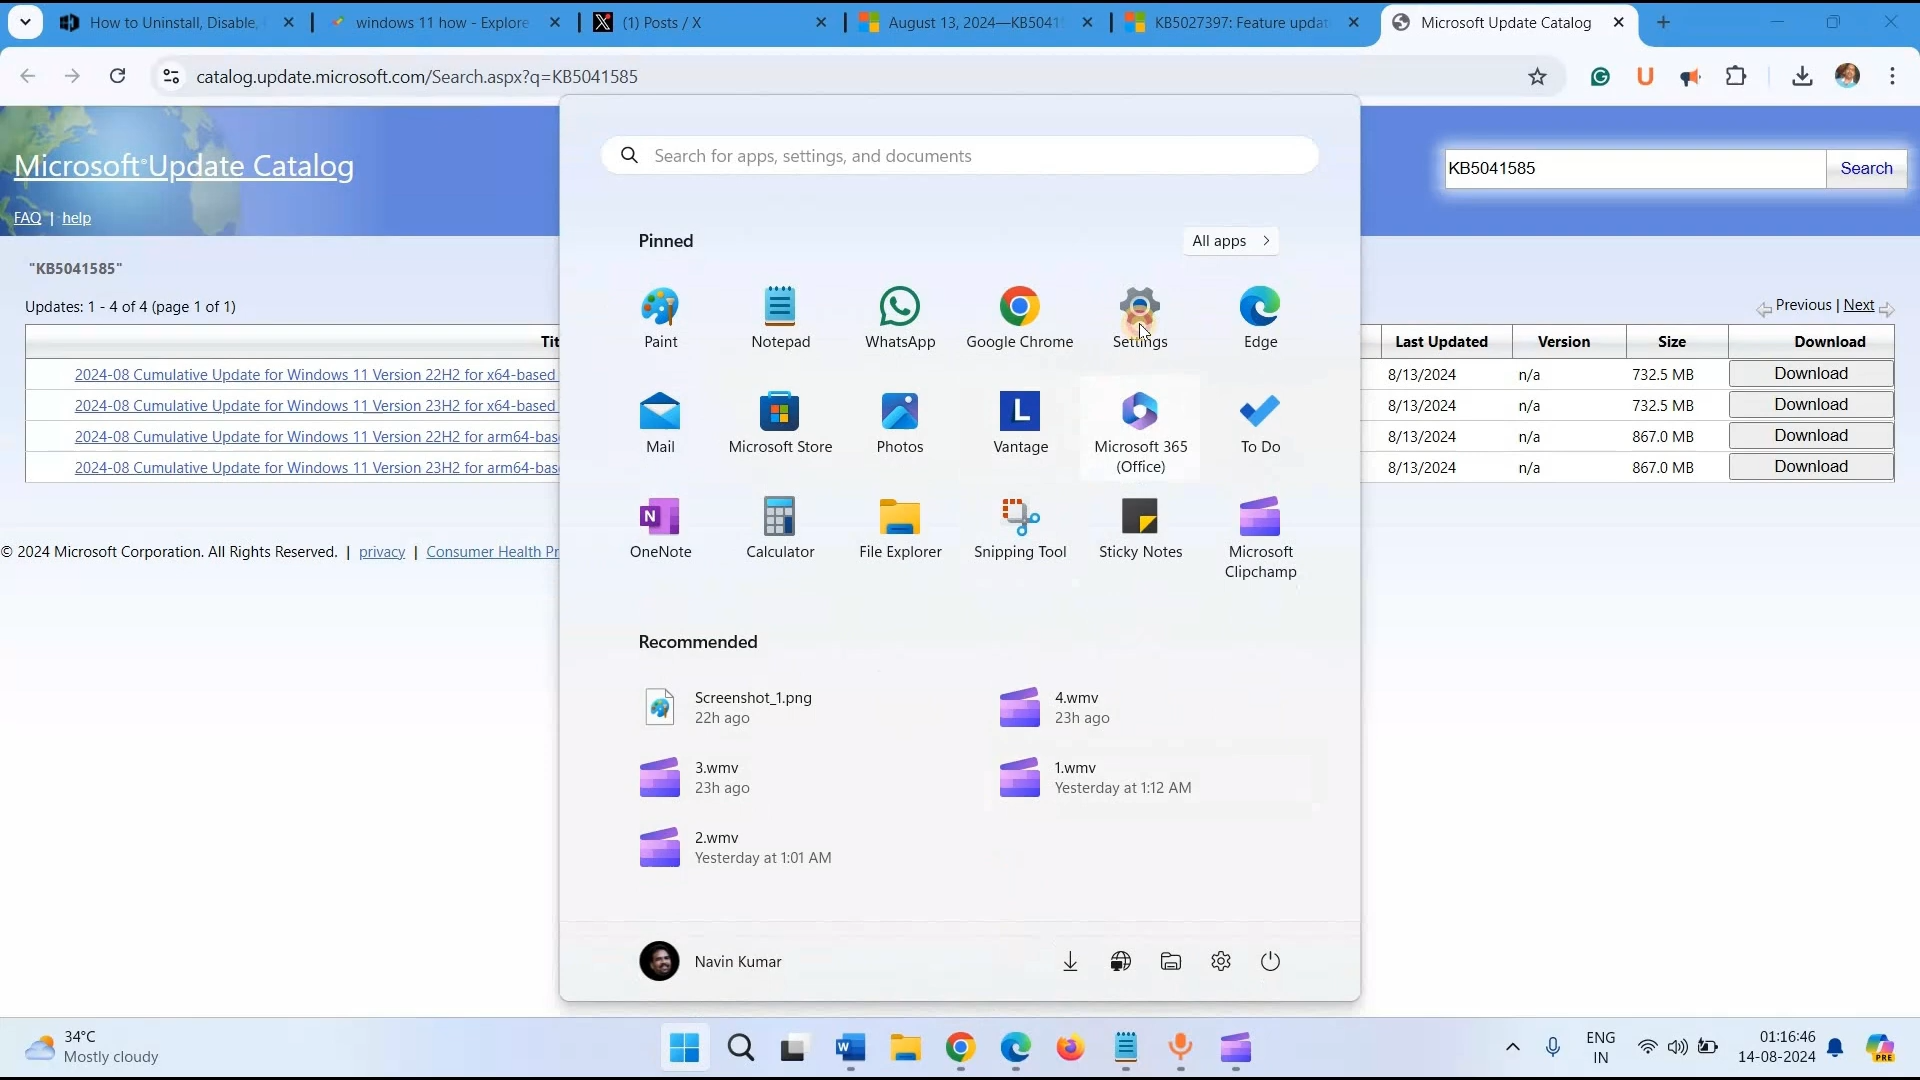 How to Uninstall, Disable,
windows 11 how - Explore
(1) Posts / X
August 13, 2024—KB5041
KB5027397: Feature updat
Microsoft Update Catalog
catalog.update.microsoft.com/Search.aspx?q=KB5041585
Microsoft® Update Catalog
FAQ | help
KB5041585
Search
"KB5041585"
Updates: 1 - 4 of 4 (page 1 of 1)
Previous | Next
Tit
Last Updated
Version
Size
Download
2024-08 Cumulative Update for Windows 11 Version 22H2 for x64-based
8/13/2024 n/a 732.5 MB Download
2024-08 Cumulative Update for Windows 11 Version 23H2 for x64-based
8/13/2024 n/a 732.5 MB Download
2024-08 Cumulative Update for Windows 11 Version 22H2 for arm64-bas
8/13/2024 n/a 867.0 MB Download
2024-08 Cumulative Update for Windows 11 Version 23H2 for arm64-bas
8/13/2024 n/a 867.0 MB Download
© 2024 Microsoft Corporation. All Rights Reserved. | privacy | Consumer Health Pr
Search for apps, settings, and documents
Pinned
All apps
Paint
Notepad
WhatsApp
Google Chrome
Settings
Edge
Mail
Microsoft Store
Photos
L
Vantage
Microsoft 365
(Office)
To Do
N
OneNote
Calculator
File Explorer
Snipping Tool
Sticky Notes
Microsoft
Clipchamp
Recommended
Screenshot_1.png
22h ago
4.wmv
23h ago
3.wmv
23h ago
1.wmv
Yesterday at 1:12 AM
2.wmv
Yesterday at 1:01 AM
Navin Kumar
34°C
Mostly cloudy
W
ENG
IN
01:16:46
14-08-2024
PRE